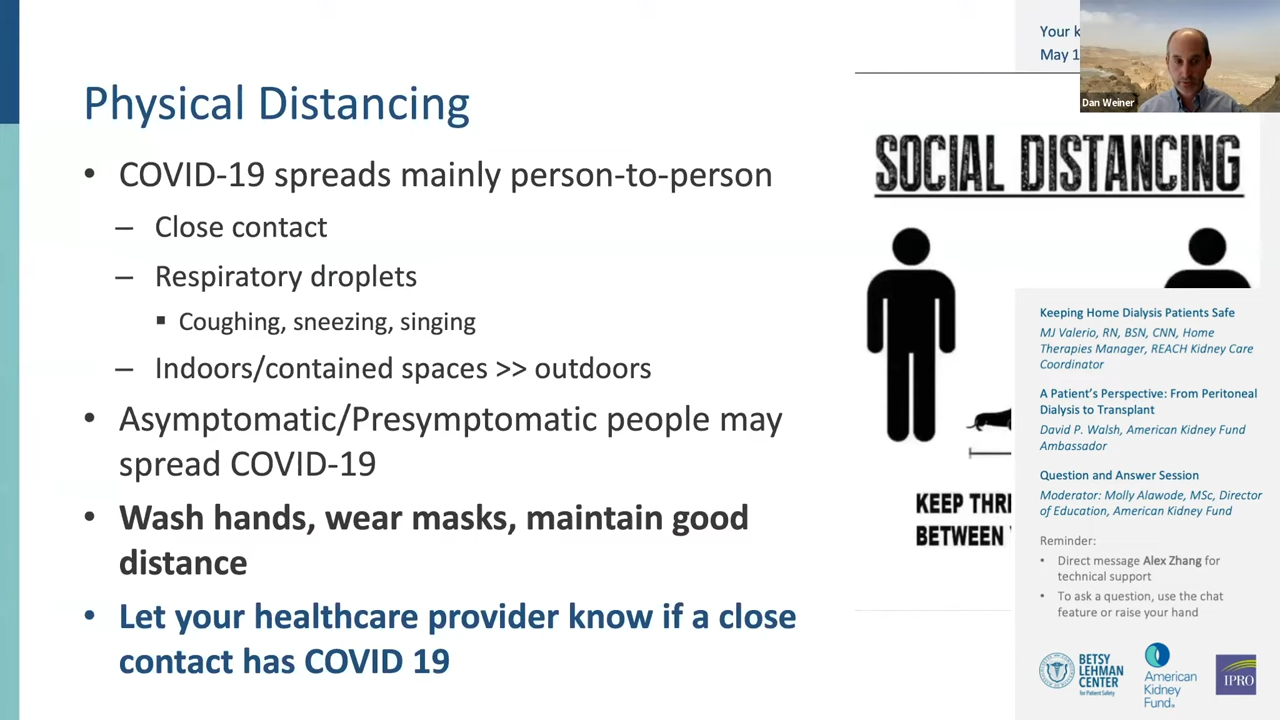 Physical Distancing
• COVID-19 spreads mainly person-to-person
– Close contact
– Respiratory droplets
▪ Coughing, sneezing, singing
– Indoors/contained spaces >> outdoors
• Asymptomatic/Presymptomatic people may
spread COVID-19
• Wash hands, wear masks, maintain good
distance
• Let your healthcare provider know if a close
contact has COVID 19
SOCIAL DISTANCING
KEEP
BETWEEN
Your
May
Dan Weiner
Keeping Home Dialysis Patients Safe
MJ Valerio, RN, BSN, CNN, Home
Therapies Manager, REACH Kidney Care
Coordinator
A Patient's Perspective: From Peritoneal
Dialysis to Transplant
David P. Walsh, American Kidney Fund
Ambassador
Question and Answer Session
Moderator: Molly Alawode, MSc, Director
of Education, American Kidney Fund
Reminder:
• Direct message Alex Zhang for
technical support
• To ask a question, use the chat
feature or raise your hand
BETSY
LEHMAN
CENTER
for Patient Safety
American
Kidney
Fund®
IPRO